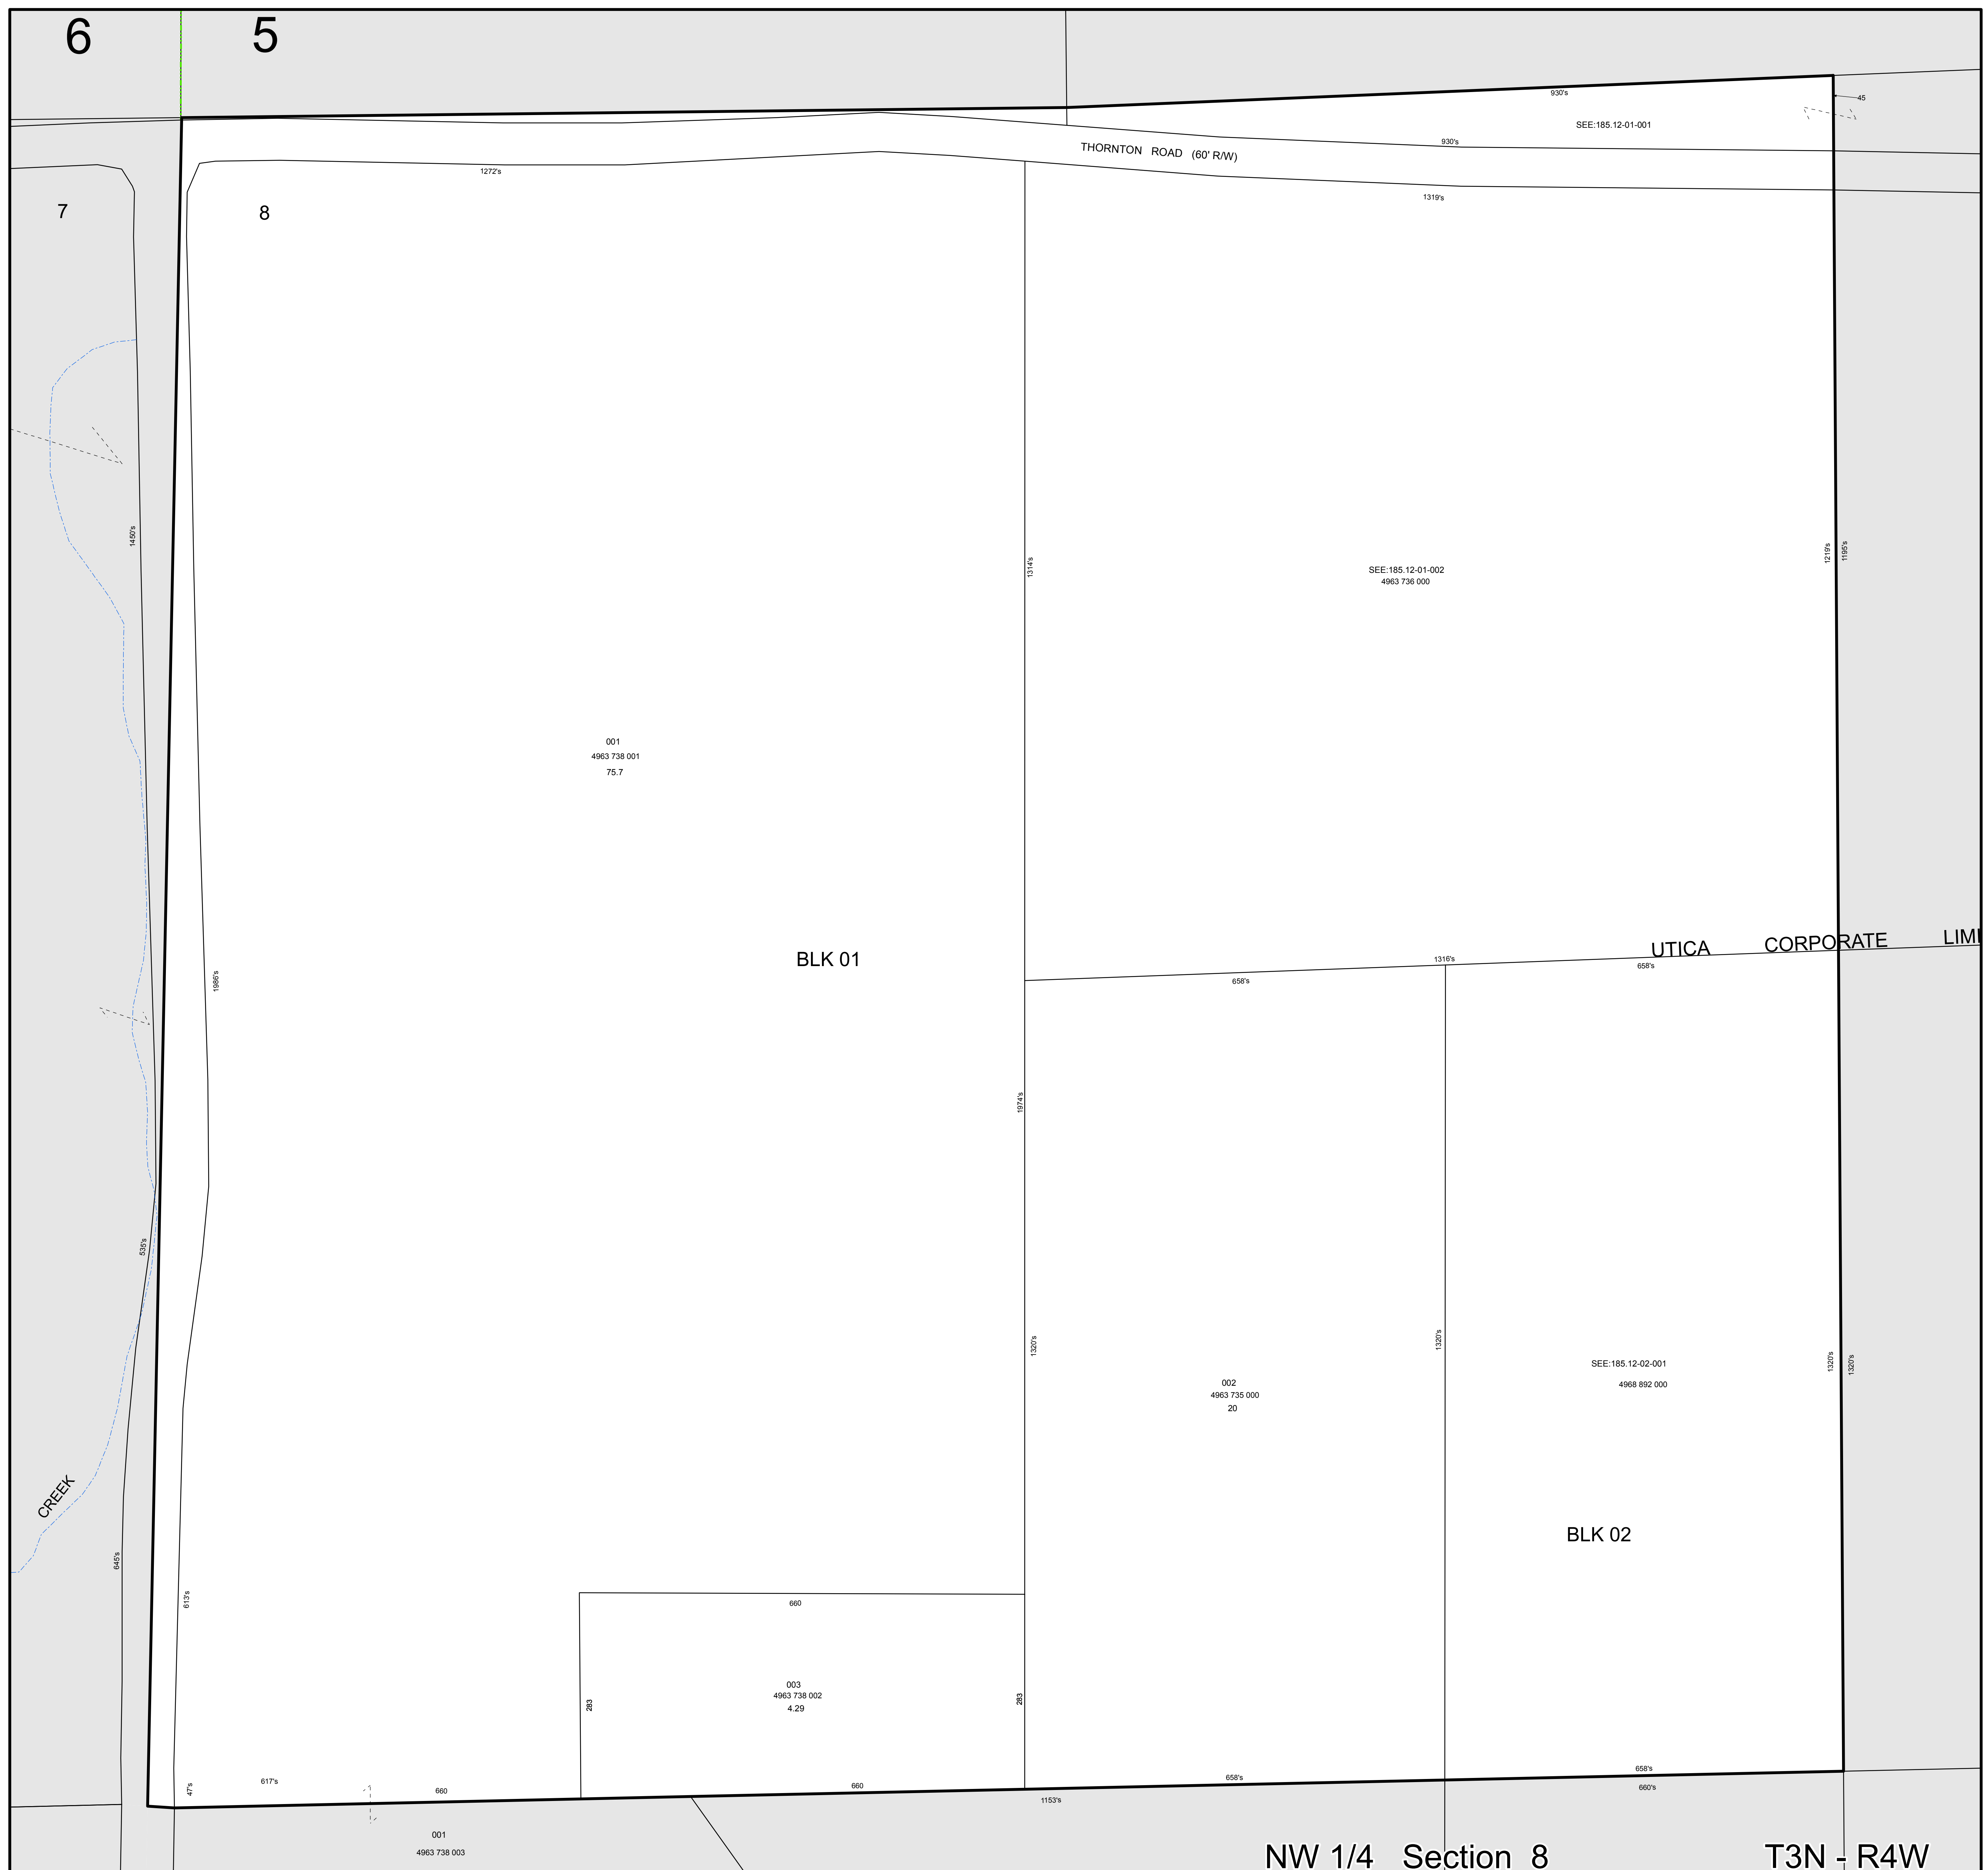 6
5
930's
45
SEE:185.12-01-001
930's
THORNTON ROAD (60' R/W)
1272's
1319's
7
8
1450's
1314's
1219's
1195's
SEE:185.12-01-002
4963 736 000
001
4963 738 001
75.7
BLK 01
UTICA CORPORATE LIMI
1316's
658's
658's
1986's
1974's
535's
1320's
1320's
1320's
1320's
SEE:185.12-02-001
4968 892 000
002
4963 735 000
20
CREEK
BLK 02
645's
613's
660
003
4963 738 002
4.29
283
283
47's
617's
660
660
658's
658's
660's
1153's
001
4963 738 003
NW 1/4 Section 8
T3N - R4W